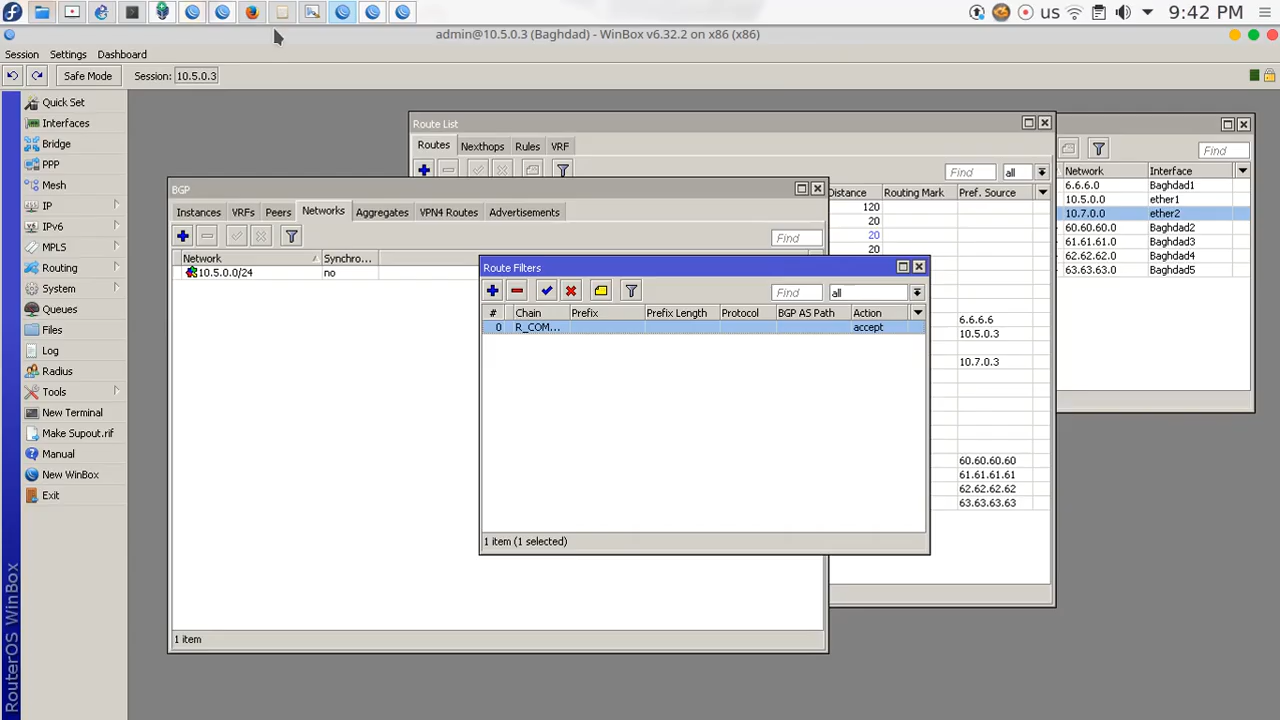 us 9:42 PM
admin@10.5.0.3 (Baghdad) - WinBox v6.32.2 on x86 (x86)
Session Settings Dashboard
Safe Mode Session: 10.5.0.3
Quick Set
Interfaces
Bridge
PPP
Mesh
IP
IPv6
MPLS
Routing
System
Queues
Files
Log
Radius
Tools
New Terminal
Make Supout.rif
Manual
New WinBox
Exit
RouterOS WinBox
Route List
Routes Nexthops Rules VRF
Find all
Distance Routing Mark Pref. Source
120
20
20
20
6.6.6.6
10.5.0.3
10.7.0.3
60.60.60.60
61.61.61.61
62.62.62.62
63.63.63.63
Find
Network Interface
6.6.6.0 Baghdad1
10.5.0.0 ether1
10.7.0.0 ether2
60.60.60.0 Baghdad2
61.61.61.0 Baghdad3
62.62.62.0 Baghdad4
63.63.63.0 Baghdad5
BGP
Instances VRFs Peers Networks Aggregates VPN4 Routes Advertisements
Find
Network Synchro...
10.5.0.0/24 no
1 item
Route Filters
Find all
# Chain Prefix Prefix Length Protocol BGP AS Path Action
0 R_COM... accept
1 item (1 selected)